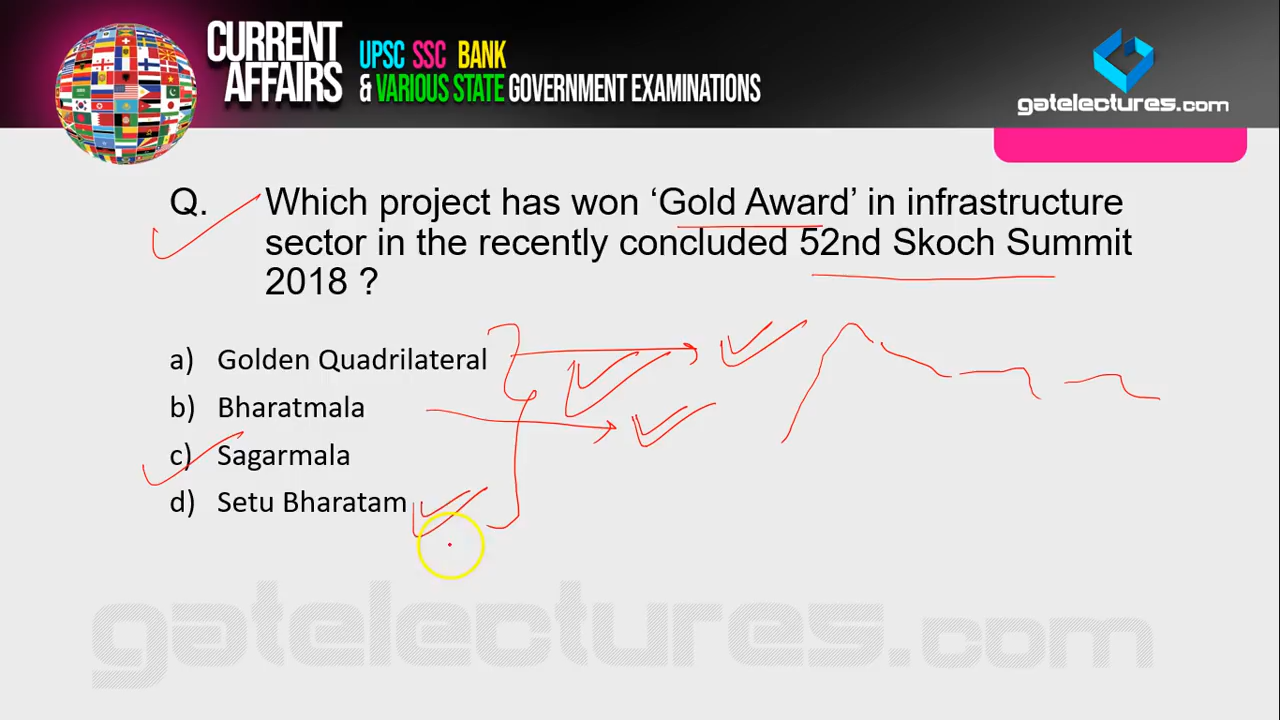 CURRENT
AFFAIRS
UPSC SSC BANK
& VARIOUS STATE GOVERNMENT EXAMINATIONS
gatelectures.com
Q. Which project has won ‘Gold Award’ in infrastructure
sector in the recently concluded 52nd Skoch Summit
2018 ?
a) Golden Quadrilateral
b) Bharatmala
c) Sagarmala
d) Setu Bharatam
gatelectures.com